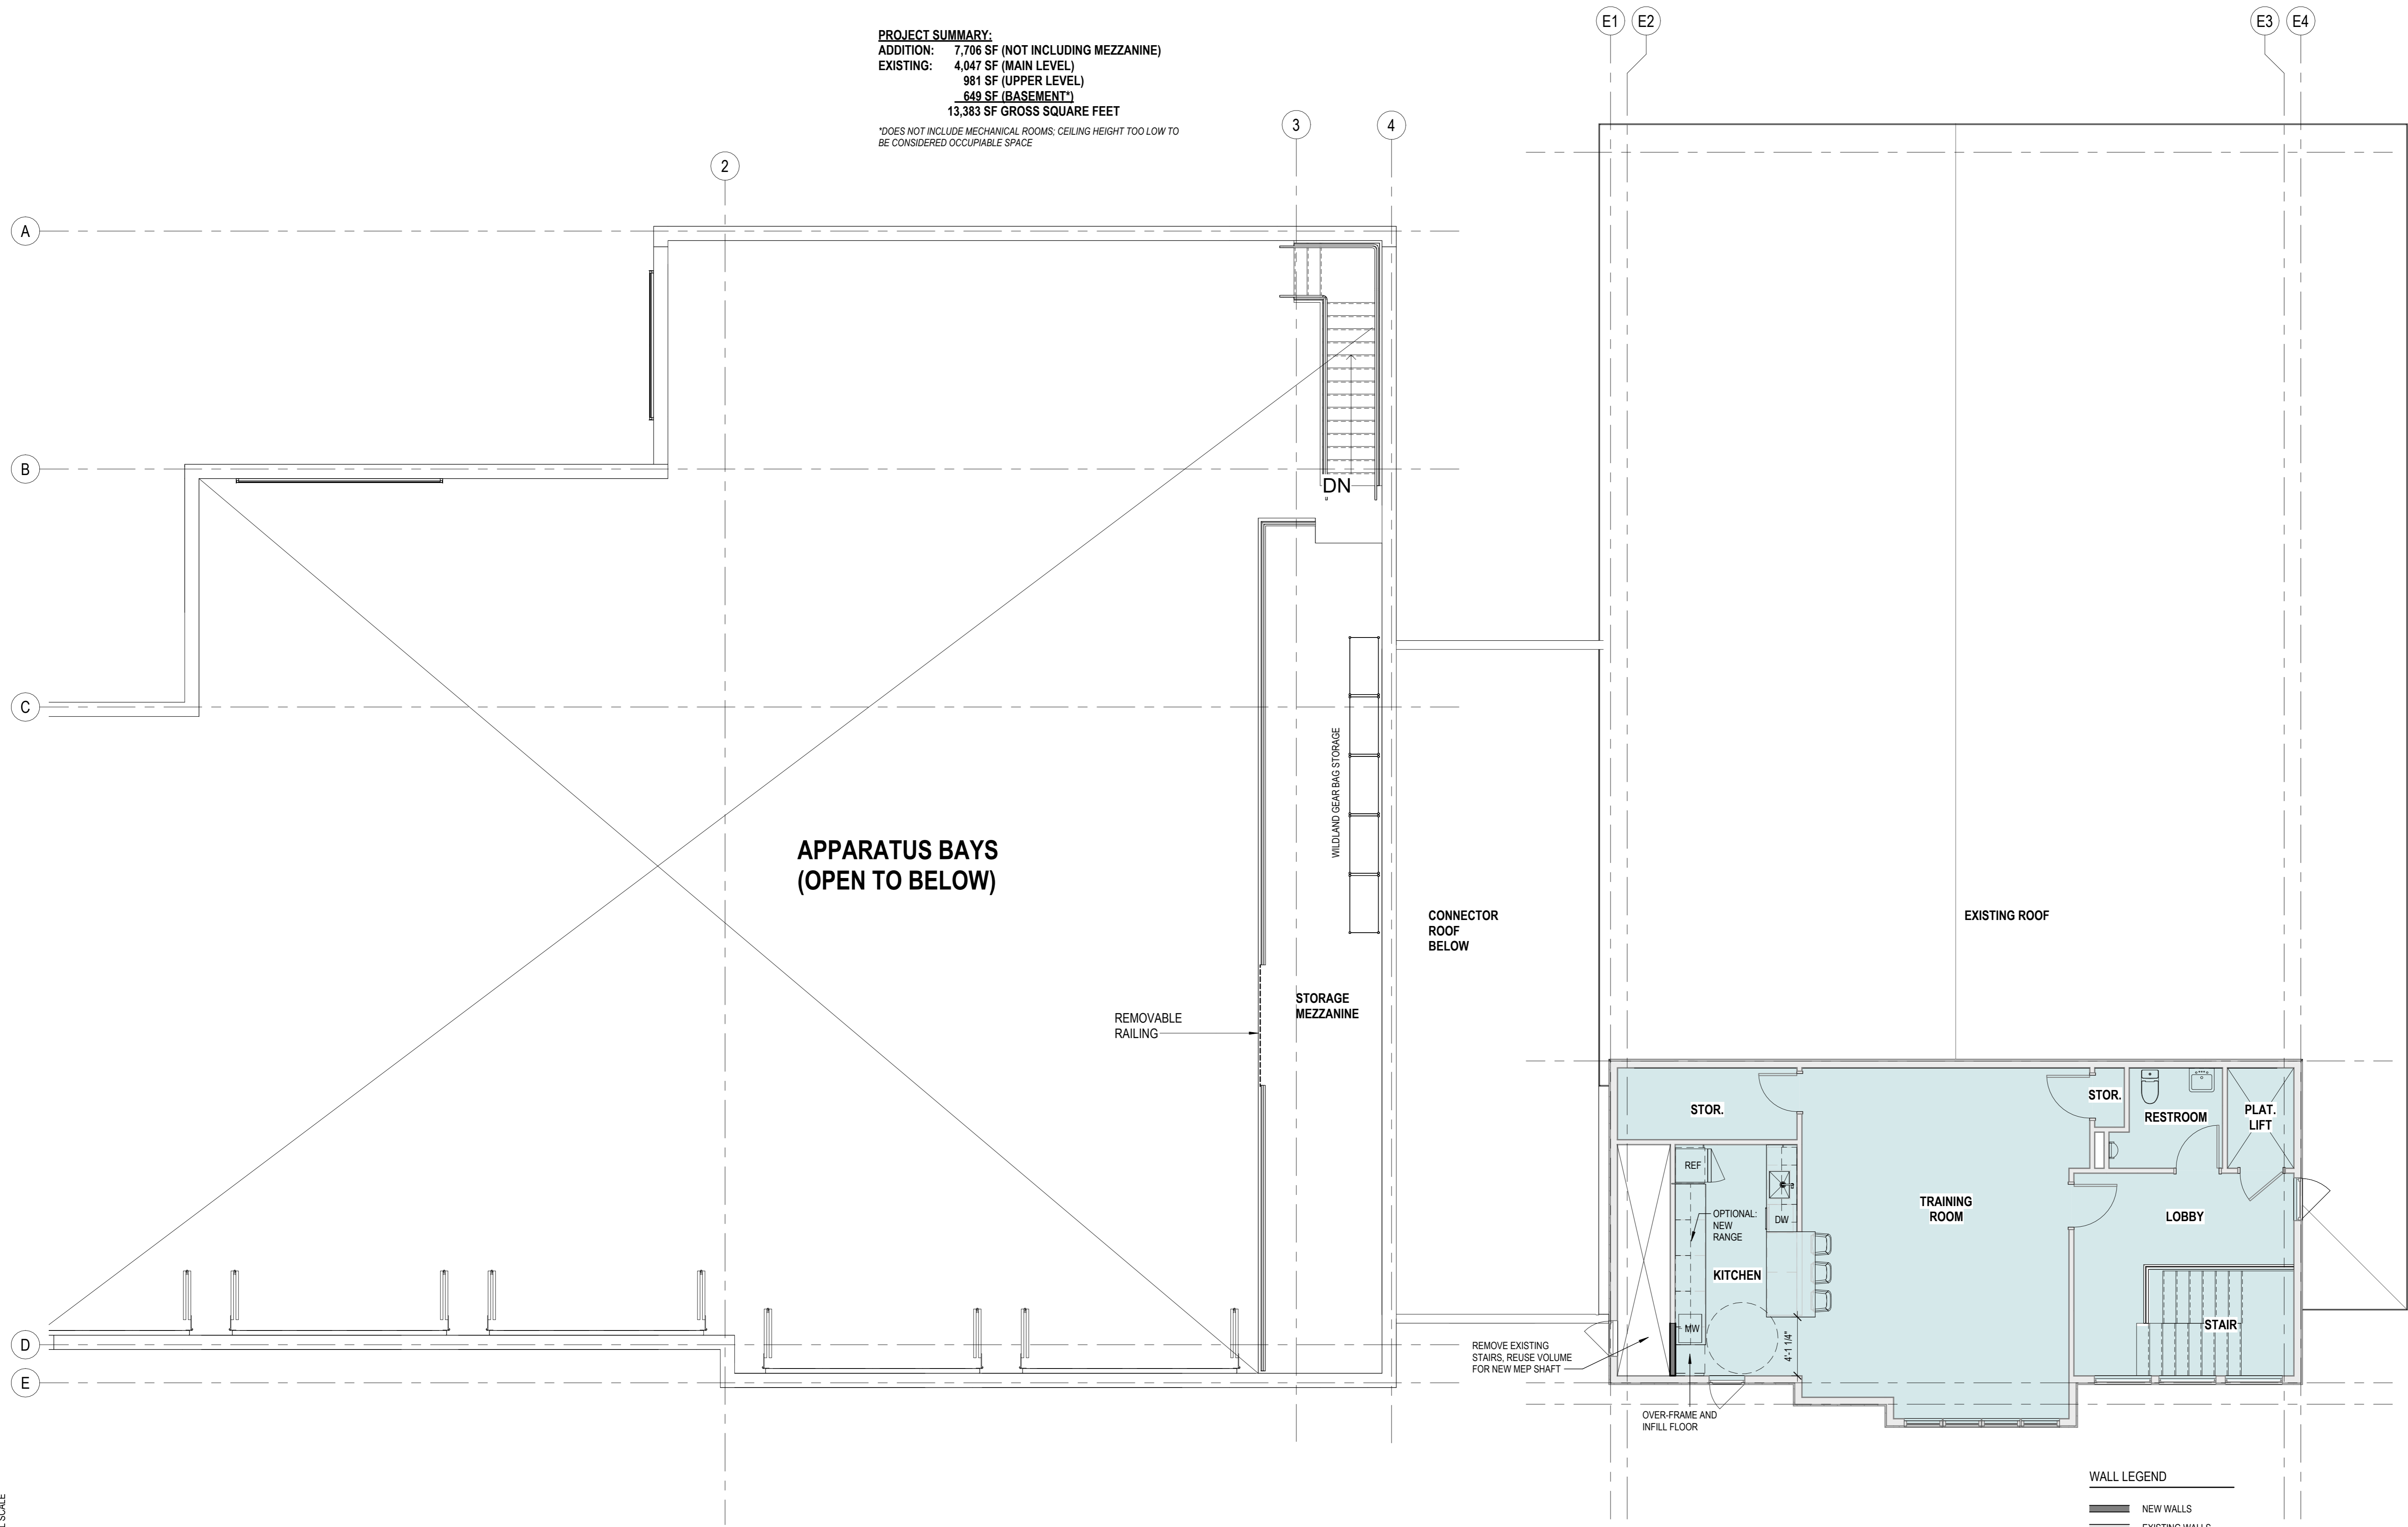 E1 E2 E3 E4
PROJECT SUMMARY:
ADDITION: 7,706 SF (NOT INCLUDING MEZZANINE)
EXISTING: 4,047 SF (MAIN LEVEL)
981 SF (UPPER LEVEL)
649 SF (BASEMENT*)
13,383 SF GROSS SQUARE FEET
*DOES NOT INCLUDE MECHANICAL ROOMS; CEILING HEIGHT TOO LOW TO
BE CONSIDERED OCCUPIABLE SPACE
3 4
2
A
B
DN
C
WILDLAND GEAR BAG STORAGE
APPARATUS BAYS
(OPEN TO BELOW)
CONNECTOR
ROOF
BELOW
EXISTING ROOF
STORAGE
MEZZANINE
REMOVABLE
RAILING
STOR.
STOR.
RESTROOM
PLAT.
LIFT
REF
OPTIONAL:
NEW
RANGE
DW
TRAINING
ROOM
LOBBY
KITCHEN
MW
4'-1 1/4"
STAIR
D
REMOVE EXISTING
STAIRS, REUSE VOLUME
FOR NEW MEP SHAFT
E
OVER-FRAME AND
INFILL FLOOR
WALL LEGEND
NEW WALLS
EXISTING WALLS
SCALE